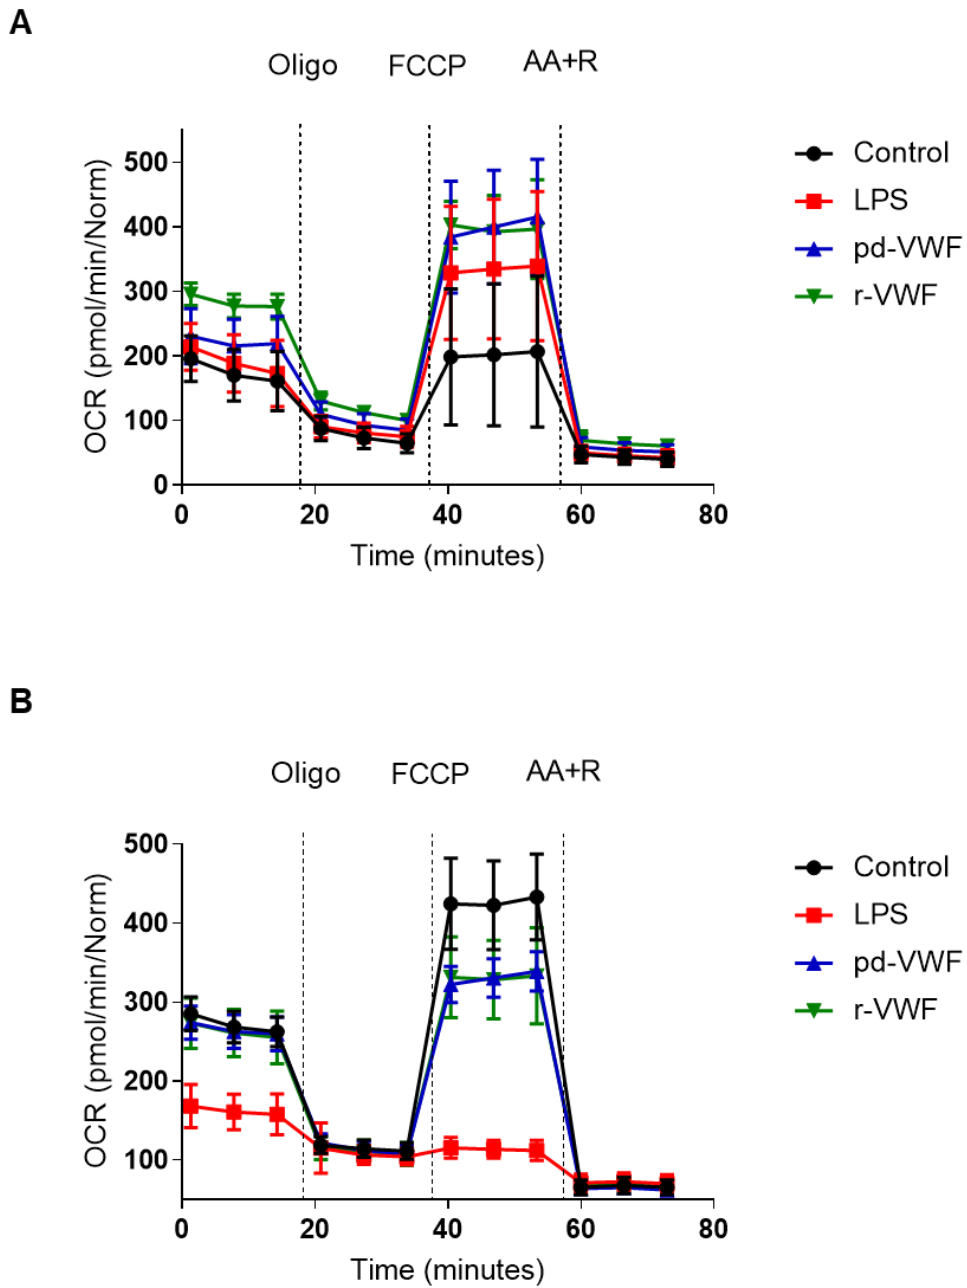 A
Oligo FCCP AA+R
500
400
300
200
100
0
0 20 40 60 80
OCR (pmol/min/Norm)
Time (minutes)
Control
LPS
pd-VWF
r-VWF
B
Oligo FCCP AA+R
500
400
300
200
100
0 20 40 60 80
OCR (pmol/min/Norm)
Time (minutes)
Control
LPS
pd-VWF
r-VWF